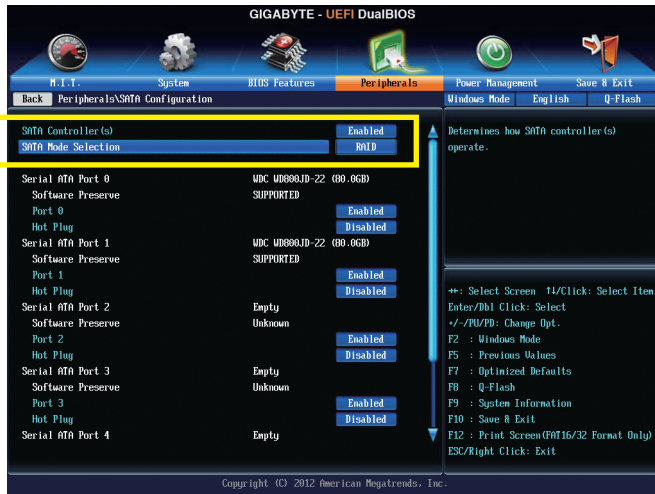 GIGABYTE - UEFI DualBIOS
M.I.T. System BIOS Features Peripherals Power Management Save & Exit
Back Peripherals\SATA Configuration Windows Mode English Q-Flash
SATA Controller(s) Enabled
SATA Mode Selection RAID
Serial ATA Port 0 WDC WD800JD-22 (80.0GB)
Software Preserve SUPPORTED
Port 0 Enabled
Hot Plug Disabled
Serial ATA Port 1 WDC WD800JD-22 (80.0GB)
Software Preserve SUPPORTED
Port 1 Enabled
Hot Plug Disabled
Serial ATA Port 2 Empty
Software Preserve Unknown
Port 2 Enabled
Hot Plug Disabled
Serial ATA Port 3 Empty
Software Preserve Unknown
Port 3 Enabled
Hot Plug Disabled
Serial ATA Port 4 Empty
Determines how SATA controller(s)
operate.
↔: Select Screen ↑↓/Click: Select Item
Enter/Dbl Click: Select
+/-/PU/PD: Change Opt.
F2 : Windows Mode
F5 : Previous Values
F7 : Optimized Defaults
F8 : Q-Flash
F9 : System Information
F10 : Save & Exit
F12 : Print Screen(FAT16/32 Format Only)
ESC/Right Click: Exit
Copyright (C) 2012 American Megatrends, Inc.